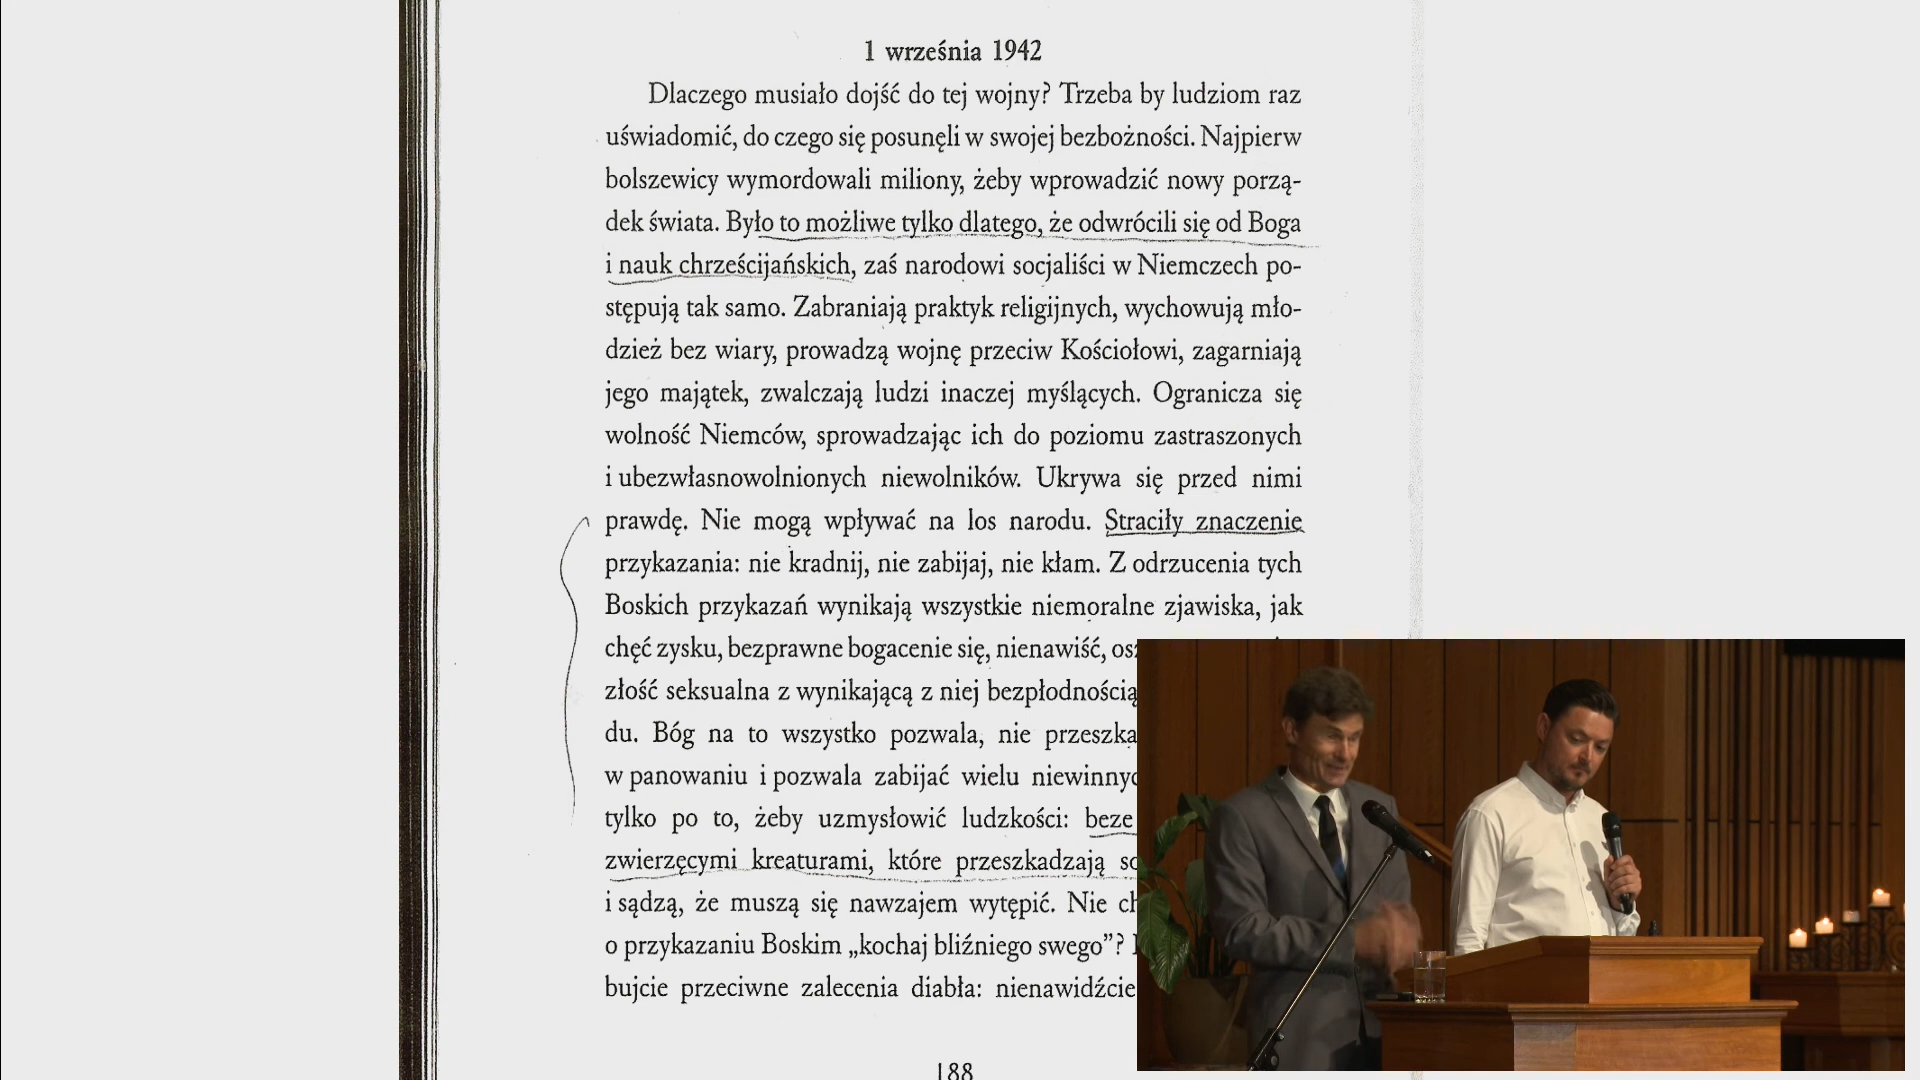 1 września 1942
Dlaczego musiało dojść do tej wojny? Trzeba by ludziom raz
uświadomić, do czego się posunęli w swojej bezbożności. Najpierw
bolszewicy wymordowali miliony, żeby wprowadzić nowy porzą-
dek świata. Było to możliwe tylko dlatego, że odwrócili się od Boga
i nauk chrześcijańskich, zaś narodowi socjaliści w Niemczech po-
stępują tak samo. Zabraniają praktyk religijnych, wychowują mło-
dzież bez wiary, prowadzą wojnę przeciw Kościołowi, zagarniają
jego majątek, zwalczają ludzi inaczej myślących. Ogranicza się
wolność Niemców, sprowadzając ich do poziomu zastraszonych
i ubezwłasnowolnionych niewolników. Ukrywa się przed nimi
prawdę. Nie mogą wpływać na los narodu. Straciły znaczenie
przykazania: nie kradnij, nie zabijaj, nie kłam. Z odrzucenia tych
Boskich przykazań wynikają wszystkie niemoralne zjawiska, jak
chęć zysku, bezprawne bogacenie się, nienawiść,
złość seksualna z wynikającą z niej bezpłodnością
du. Bóg na to wszystko pozwala, nie
w panowaniu i pozwala zabijać wielu
tylko po to, żeby uzmysłowić ludzkości:
zwierzęcymi kreaturami, które przeszkadzają
i sądzą, że muszą się nawzajem wytępić. Nie
o przykazaniu Boskim „kochaj bliźniego swego”?
bujcie przeciwne zalecenia diabła: nienawidźcie
188